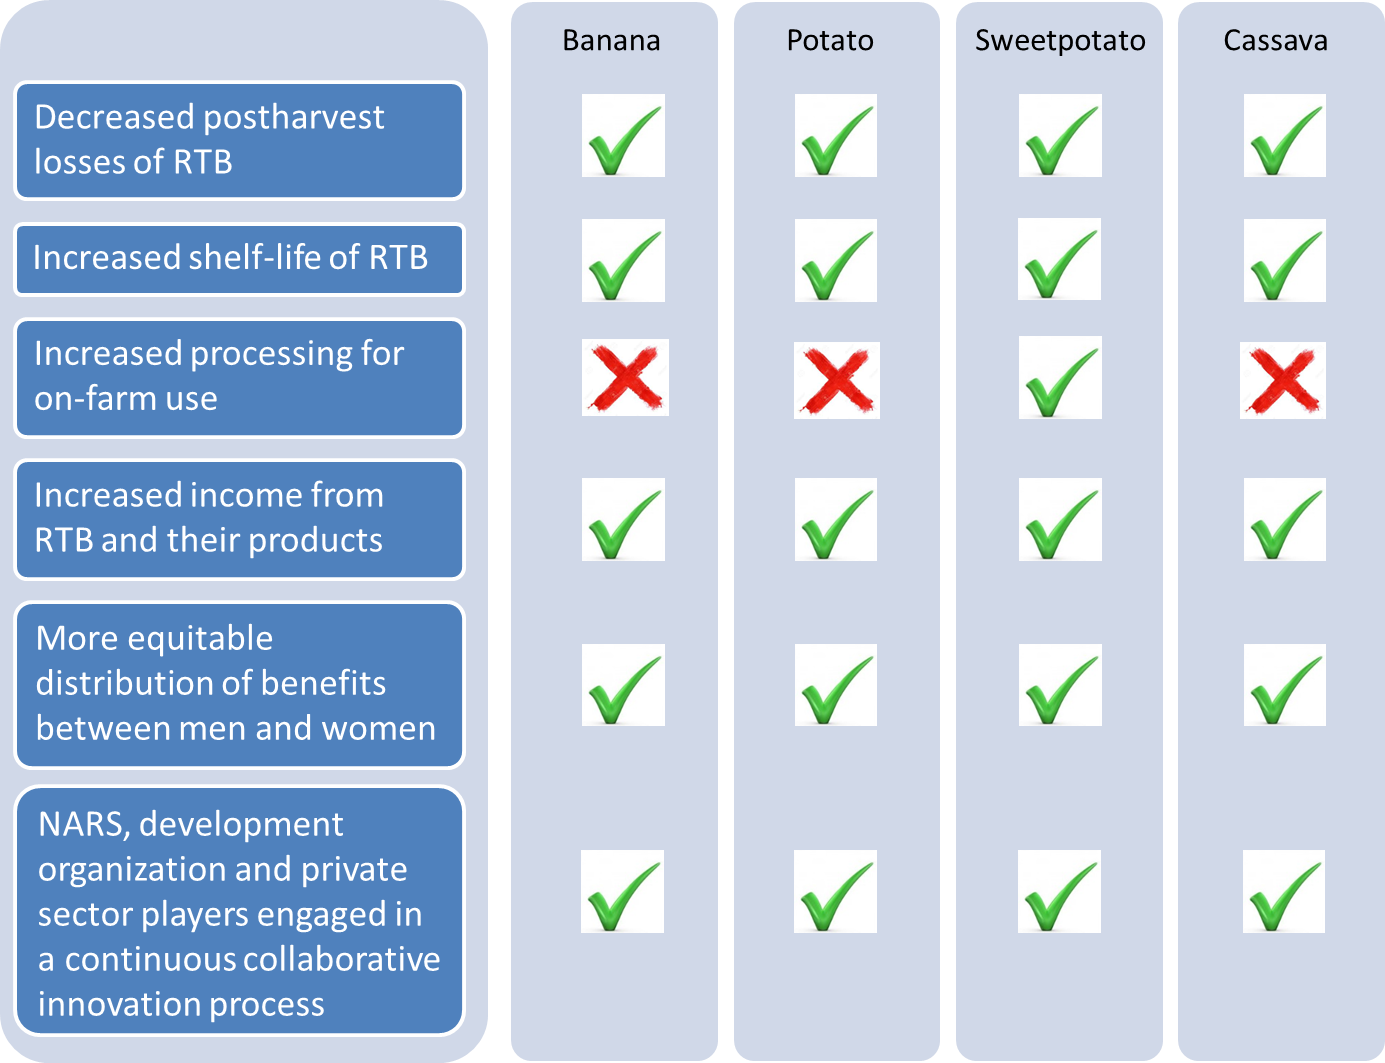 Banana
Potato
Sweetpotato
Cassava
Decreased postharvest
losses of RTB
Increased shelf-life of RTB
Increased processing for
on-farm use
Increased income from
RTB and their products
More equitable
distribution of benefits
between men and women
NARS, development
organization and private
sector players engaged in
a continuous collaborative
innovation process